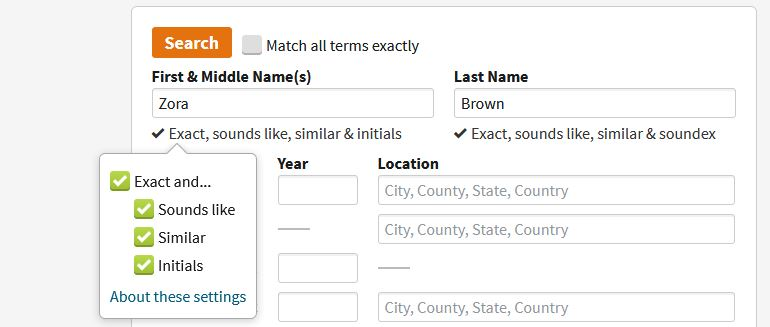 Search Match all terms exactly
First & Middle Name(s) Last Name
Zora Brown
Exact, sounds like, similar & initials Exact, sounds like, similar & soundex
Year Location
Exact and...
City, County, State, Country
Sounds like
City, County, State, Country
Similar
Initials
About these settings
City, County, State, Country